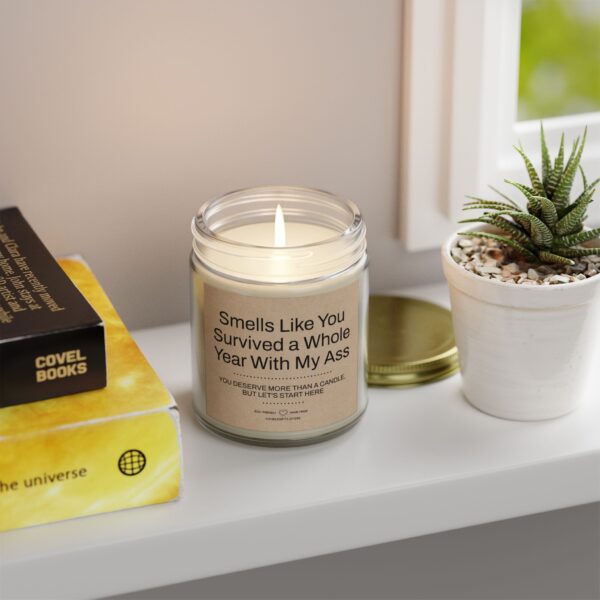 Smells Like You
Survived a Whole
Year With My Ass
YOU DESERVE MORE THAN A CANDLE,
BUT LET'S START HERE
COVEL
BOOKS
he universe